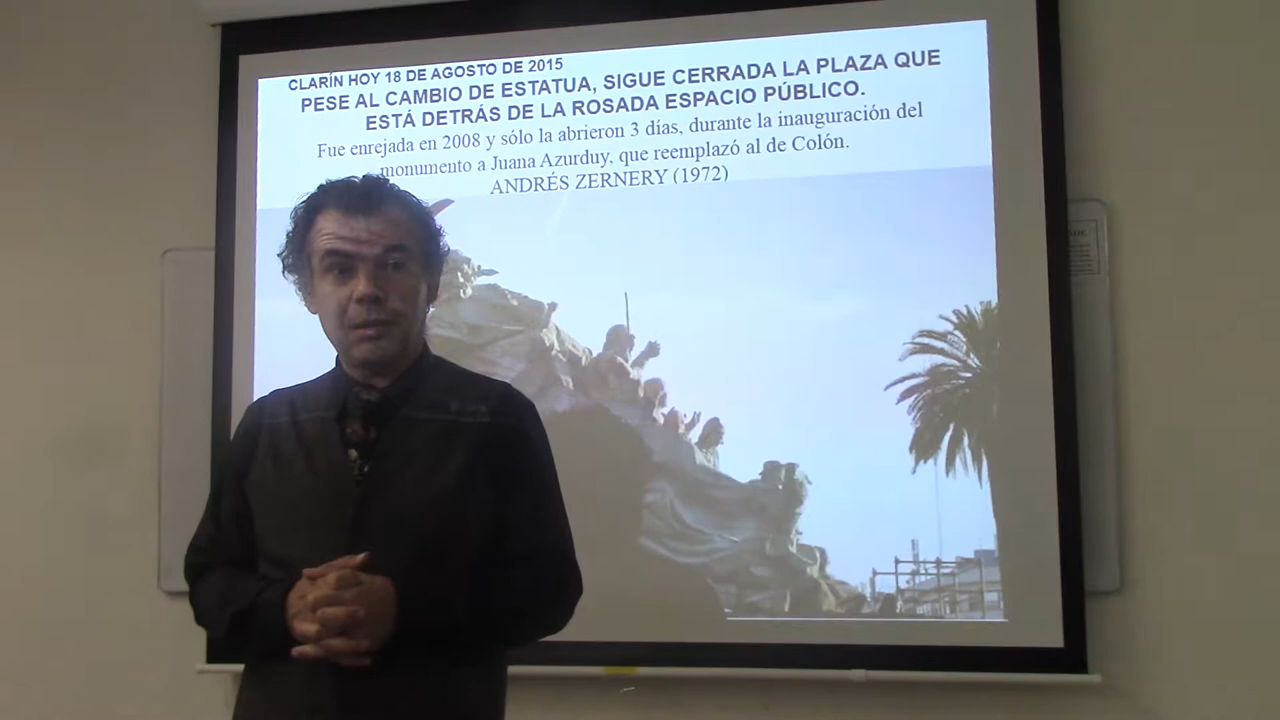 CLARÍN HOY 18 DE AGOSTO DE 2015
PESE AL CAMBIO DE ESTATUA, SIGUE CERRADA LA PLAZA QUE
ESTÁ DETRÁS DE LA ROSADA ESPACIO PÚBLICO.
Fue enrejada en 2008 y sólo la abrieron 3 días, durante la inauguración del
monumento a Juana Azurduy, que reemplazó al de Colón.
ANDRÉS ZERNERY (1972)